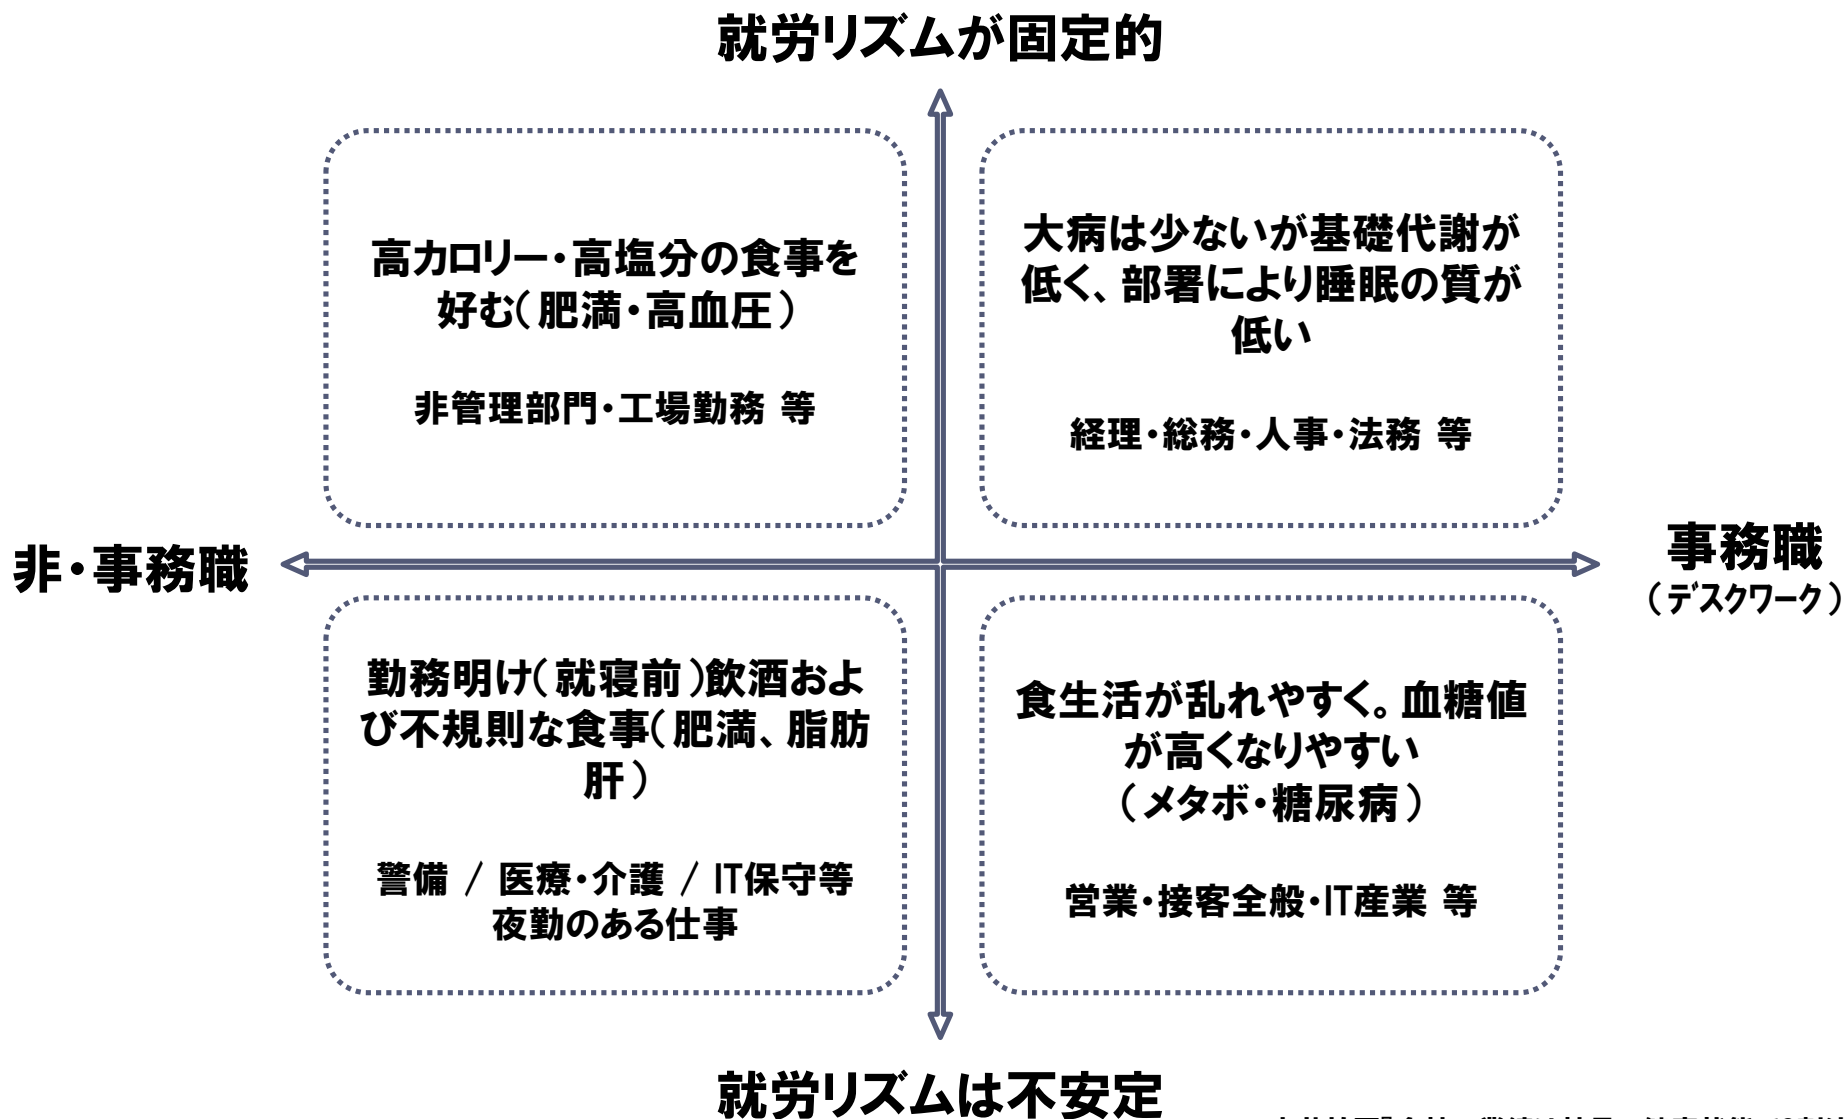 就労リズムが固定的
高カロリー・高塩分の食事を
好む(肥満・高血圧)
非管理部門・工場勤務 等
大病は少ないが基礎代謝が
低く、部署により睡眠の質が
低い
経理・総務・人事・法務 等
非・事務職
事務職
(デスクワーク)
勤務明け(就寝前)飲酒およ
び不規則な食事(肥満、脂肪
肝)
警備 / 医療・介護 / IT保守等
夜勤のある仕事
食生活が乱れやすく。血糖値
が高くなりやすい
(メタボ・糖尿病)
営業・接客全般・IT産業 等
就労リズムは不安定